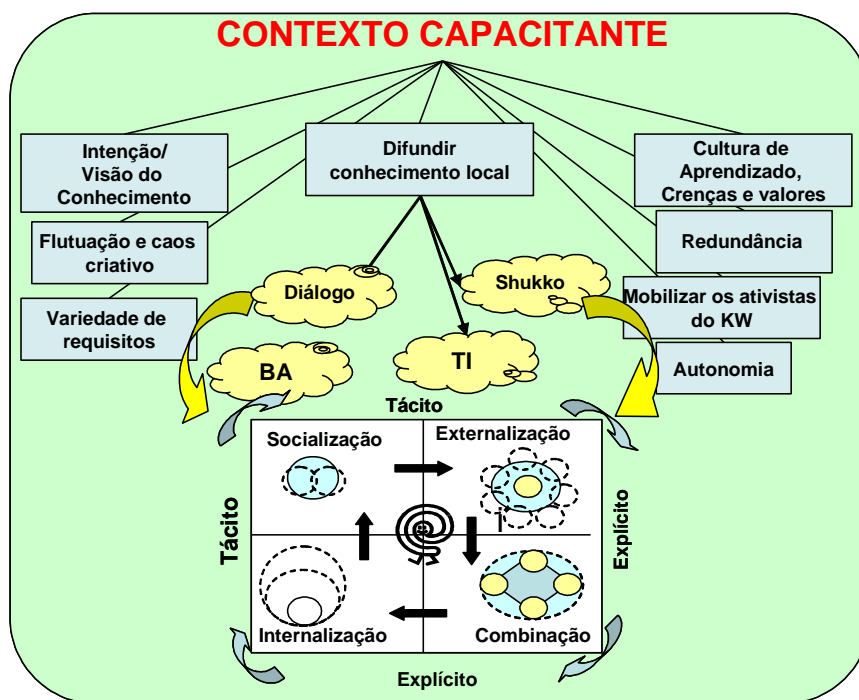 CONTEXTO CAPACITANTE
Intenção/
Visão do
Conhecimento
Difundir
conhecimento local
Cultura de
Aprendizado,
Crenças e valores
Flutuação e caos
criativo
Redundância
Diálogo
Shukko
Mobilizar os ativistas
do KW
Variedade de
requisitos
BA
TI
Autonomia
Tácito
Socialização
Externalização
Tácito
i
Explícito
Internalização
Combinação
Explícito